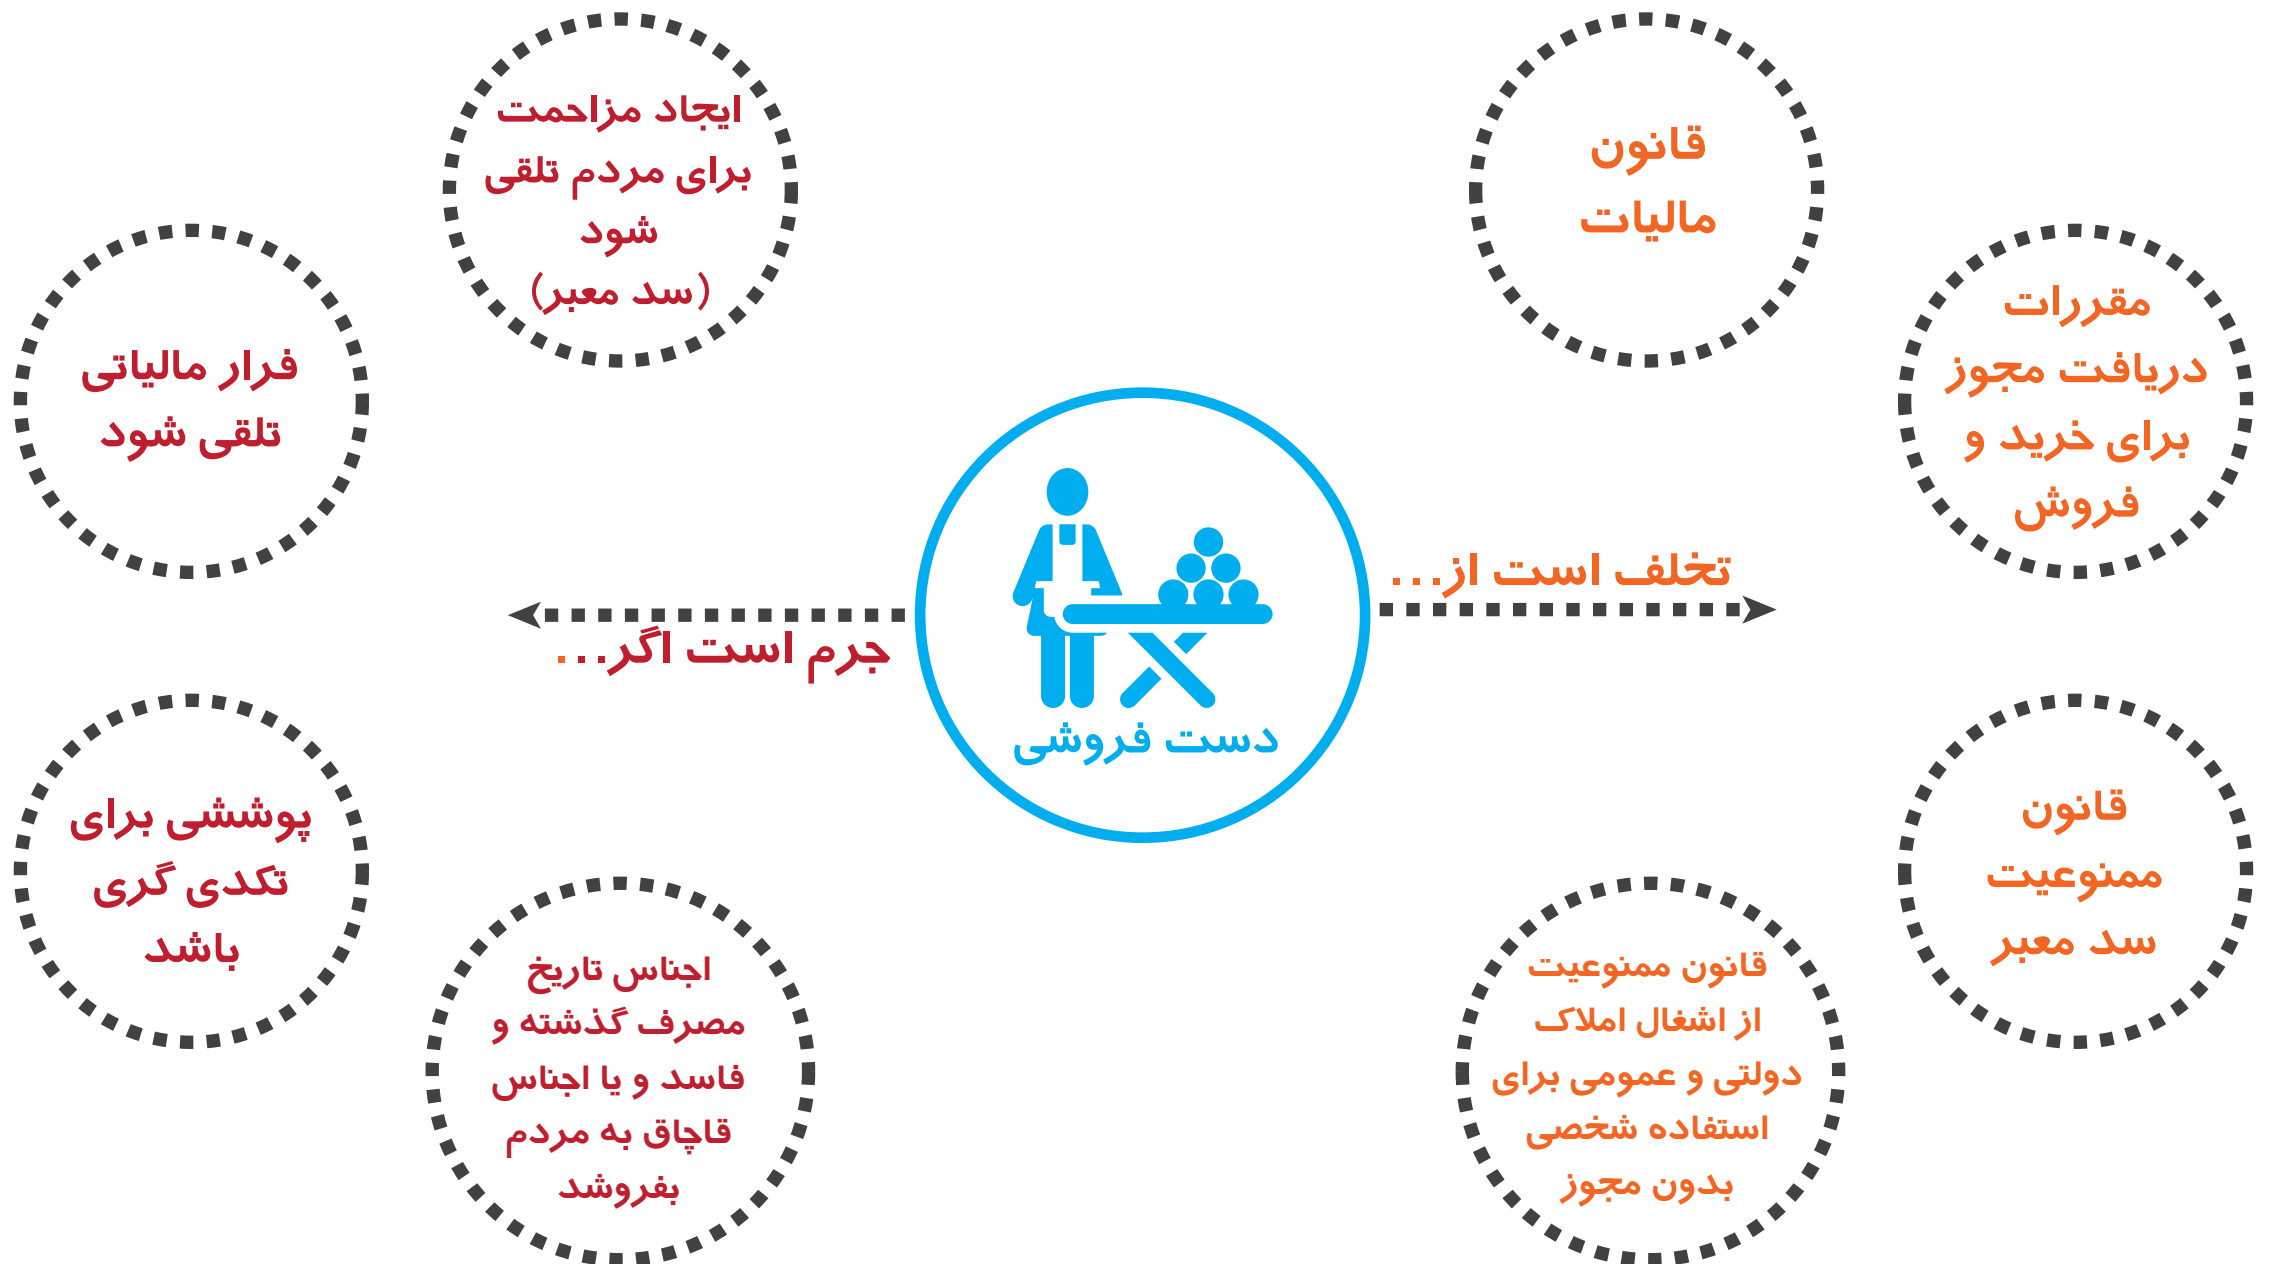 قانون
مالیات
مقررات
دریافت مجوز
برای خرید و
فروش
تخلف است از...
قانون
ممنوعیت
سد معبر
قانون ممنوعیت
از اشغال املاک
دولتی و عمومی برای
استفاده شخصی
بدون مجوز
دست فروشی
جرم است اگر...
ایجاد مزاحمت
برای مردم تلقی
شود
(سد معبر)
فرار مالیاتی
تلقی شود
پوششی برای
تکدی گری
باشد
اجناس تاریخ
مصرف گذشته و
فاسد و یا اجناس
قاچاق به مردم
بفروشد